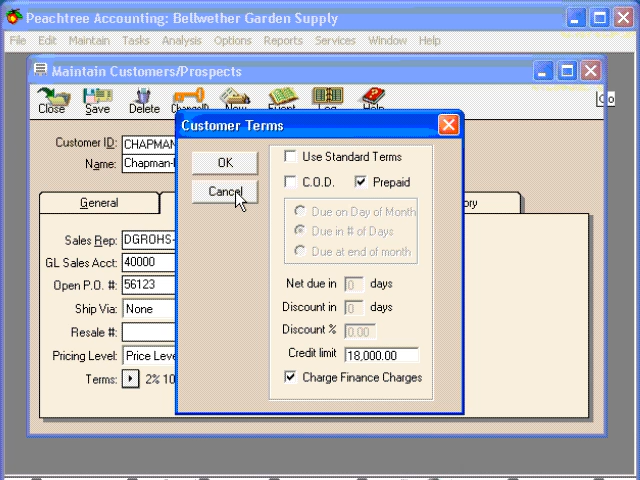 Peachtree Accounting: Bellwether Garden Supply
File Edit Maintain Tasks Analysis Options Reports Services Window Help
Maintain Customers/Prospects
Close Save Delete
Customer ID: CHAPMAN
Name: Chapman-
General
Sales Rep: DGROHS-
GL Sales Acct: 40000
Open P.O. #: 56123
Ship Via: None
Resale #:
Pricing Level: Price Leve
Terms: 2% 10
Customer Terms
OK
Cancel
Use Standard Terms
C.O.D. Prepaid
Due on Day of Month
Due in # of Days
Due at end of month
Net due in 0 days
Discount in 0 days
Discount % 0.00
Credit limit 18,000.00
Charge Finance Charges